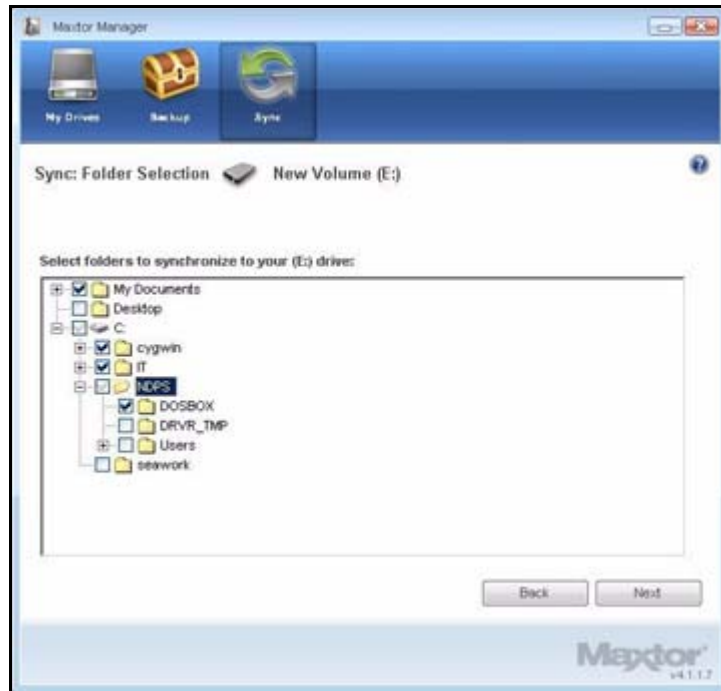 Maxtor Manager
My Drives Backup Sync
Sync: Folder Selection New Volume (E:)
Select folders to synchronize to your (E:) drive:
My Documents
Desktop
C:
cygwin
IT
NDPS
DOSBOX
DRVR_TMP
Users
seawork
Back Next
Maxtor
v4.1.1.7